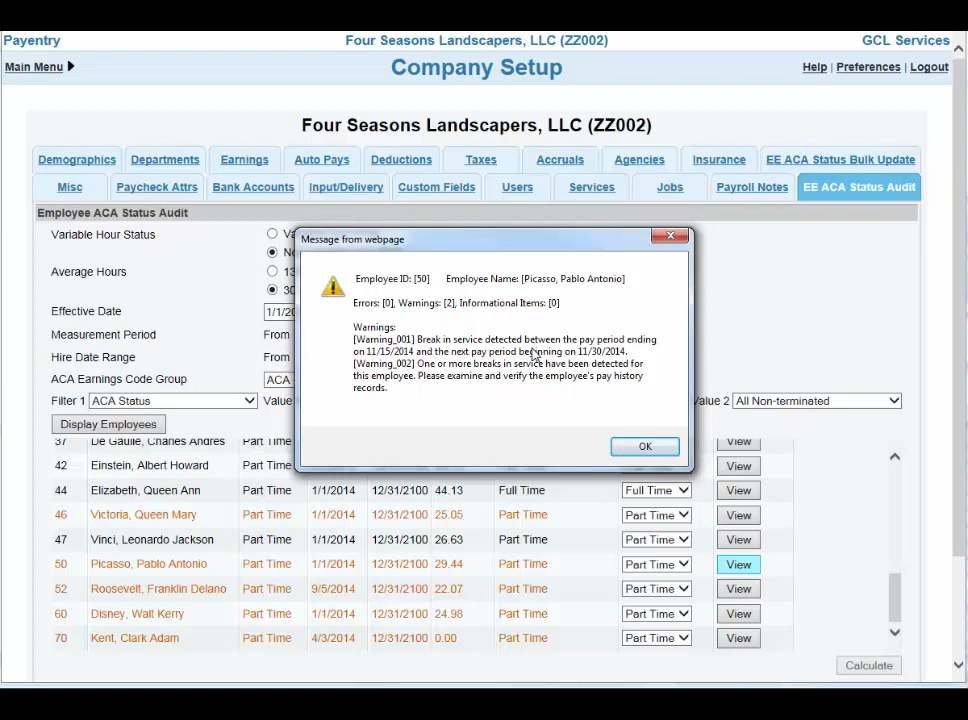 Payentry Four Seasons Landscapers, LLC (ZZ002) GCL Services
Main Menu Company Setup Help | Preferences | Logout
Four Seasons Landscapers, LLC (ZZ002)
Demographics Departments Earnings Auto Pays Deductions Taxes Accruals Agencies Insurance EE ACA Status Bulk Update
Misc Paycheck Attrs Bank Accounts Input/Delivery Custom Fields Users Services Jobs Payroll Notes EE ACA Status Audit
Employee ACA Status Audit
Variable Hour Status
Average Hours
Effective Date 1/1/20
Measurement Period From
Hire Date Range From
ACA Earnings Code Group ACA
Filter 1 ACA Status Value Value 2 All Non-terminated
Display Employees
Message from webpage
Employee ID: [50] Employee Name: [Picasso, Pablo Antonio]
Errors: [0], Warnings: [2], Informational Items: [0]
Warnings:
[Warning_001] Break in service detected between the pay period ending
on 11/15/2014 and the next pay period beginning on 11/30/2014.
[Warning_002] One or more breaks in service have been detected for
this employee. Please examine and verify the employee's pay history
records.
OK
37 De Gaulle, Charles Andres Part Time View
42 Einstein, Albert Howard Part Time View
44 Elizabeth, Queen Ann Part Time 1/1/2014 12/31/2100 44.13 Full Time Full Time View
46 Victoria, Queen Mary Part Time 1/1/2014 12/31/2100 25.05 Part Time Part Time View
47 Vinci, Leonardo Jackson Part Time 1/1/2014 12/31/2100 26.63 Part Time Part Time View
50 Picasso, Pablo Antonio Part Time 1/1/2014 12/31/2100 29.44 Part Time Part Time View
52 Roosevelt, Franklin Delano Part Time 9/5/2014 12/31/2100 22.07 Part Time Part Time View
60 Disney, Walt Kerry Part Time 1/1/2014 12/31/2100 24.98 Part Time Part Time View
70 Kent, Clark Adam Part Time 4/3/2014 12/31/2100 0.00 Part Time Part Time View
Calculate